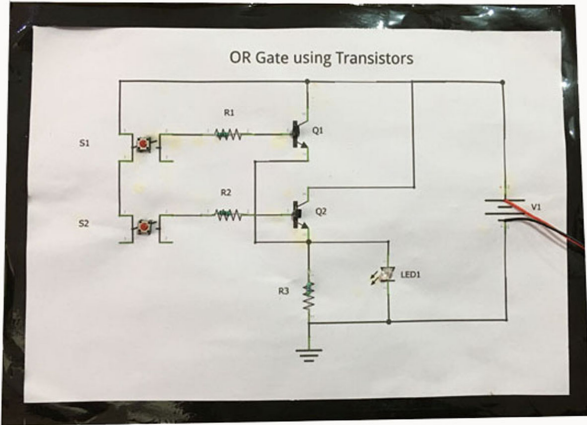 OR Gate using Transistors
R1
S1
Q1
R2
Q2
V1
S2
LED1
R3